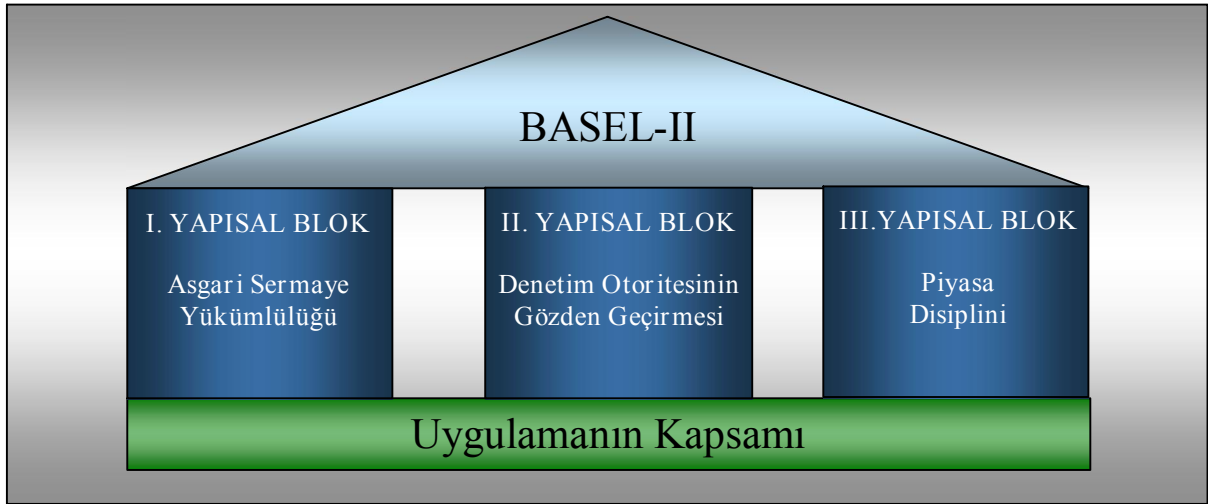 BASEL-II
I. YAPISAL BLOK
Asgari Sermaye
Yükümlülüğü
II. YAPISAL BLOK
Denetim Otoritesinin
Gözden Geçirmesi
III.YAPISAL BLOK
Piyasa
Disiplini
Uygulamanın Kapsamı